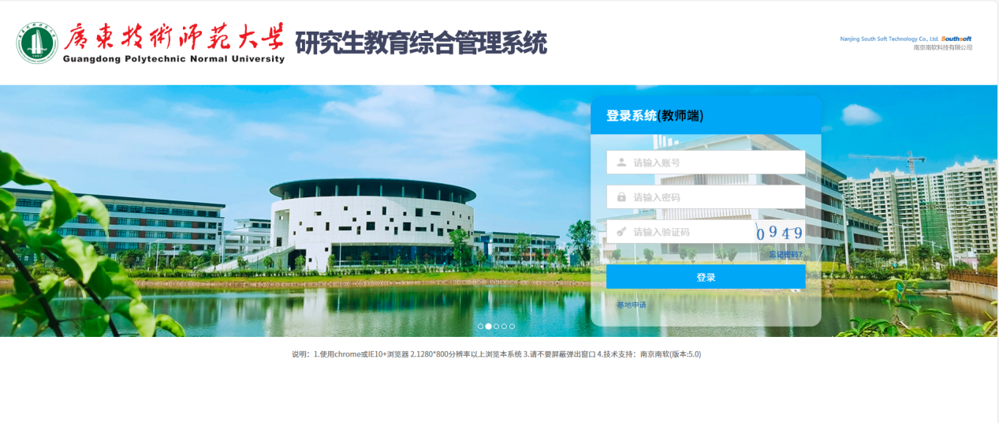 廣東技術師范大学
Guangdong Polytechnic Normal University
研究生教育综合管理系统
Nanjing South Soft Technology Co., Ltd. Southsoft
南京南软科技有限公司
登录系统(教师端)
请输入账号
请输入密码
请输入验证码
0949
忘记密码?
登录
基地申请
说明：1.使用chrome或IE10+浏览器 2.1280*800分辨率以上浏览本系统 3.请不要屏蔽弹出窗口 4.技术支持：南京南软(版本:5.0)